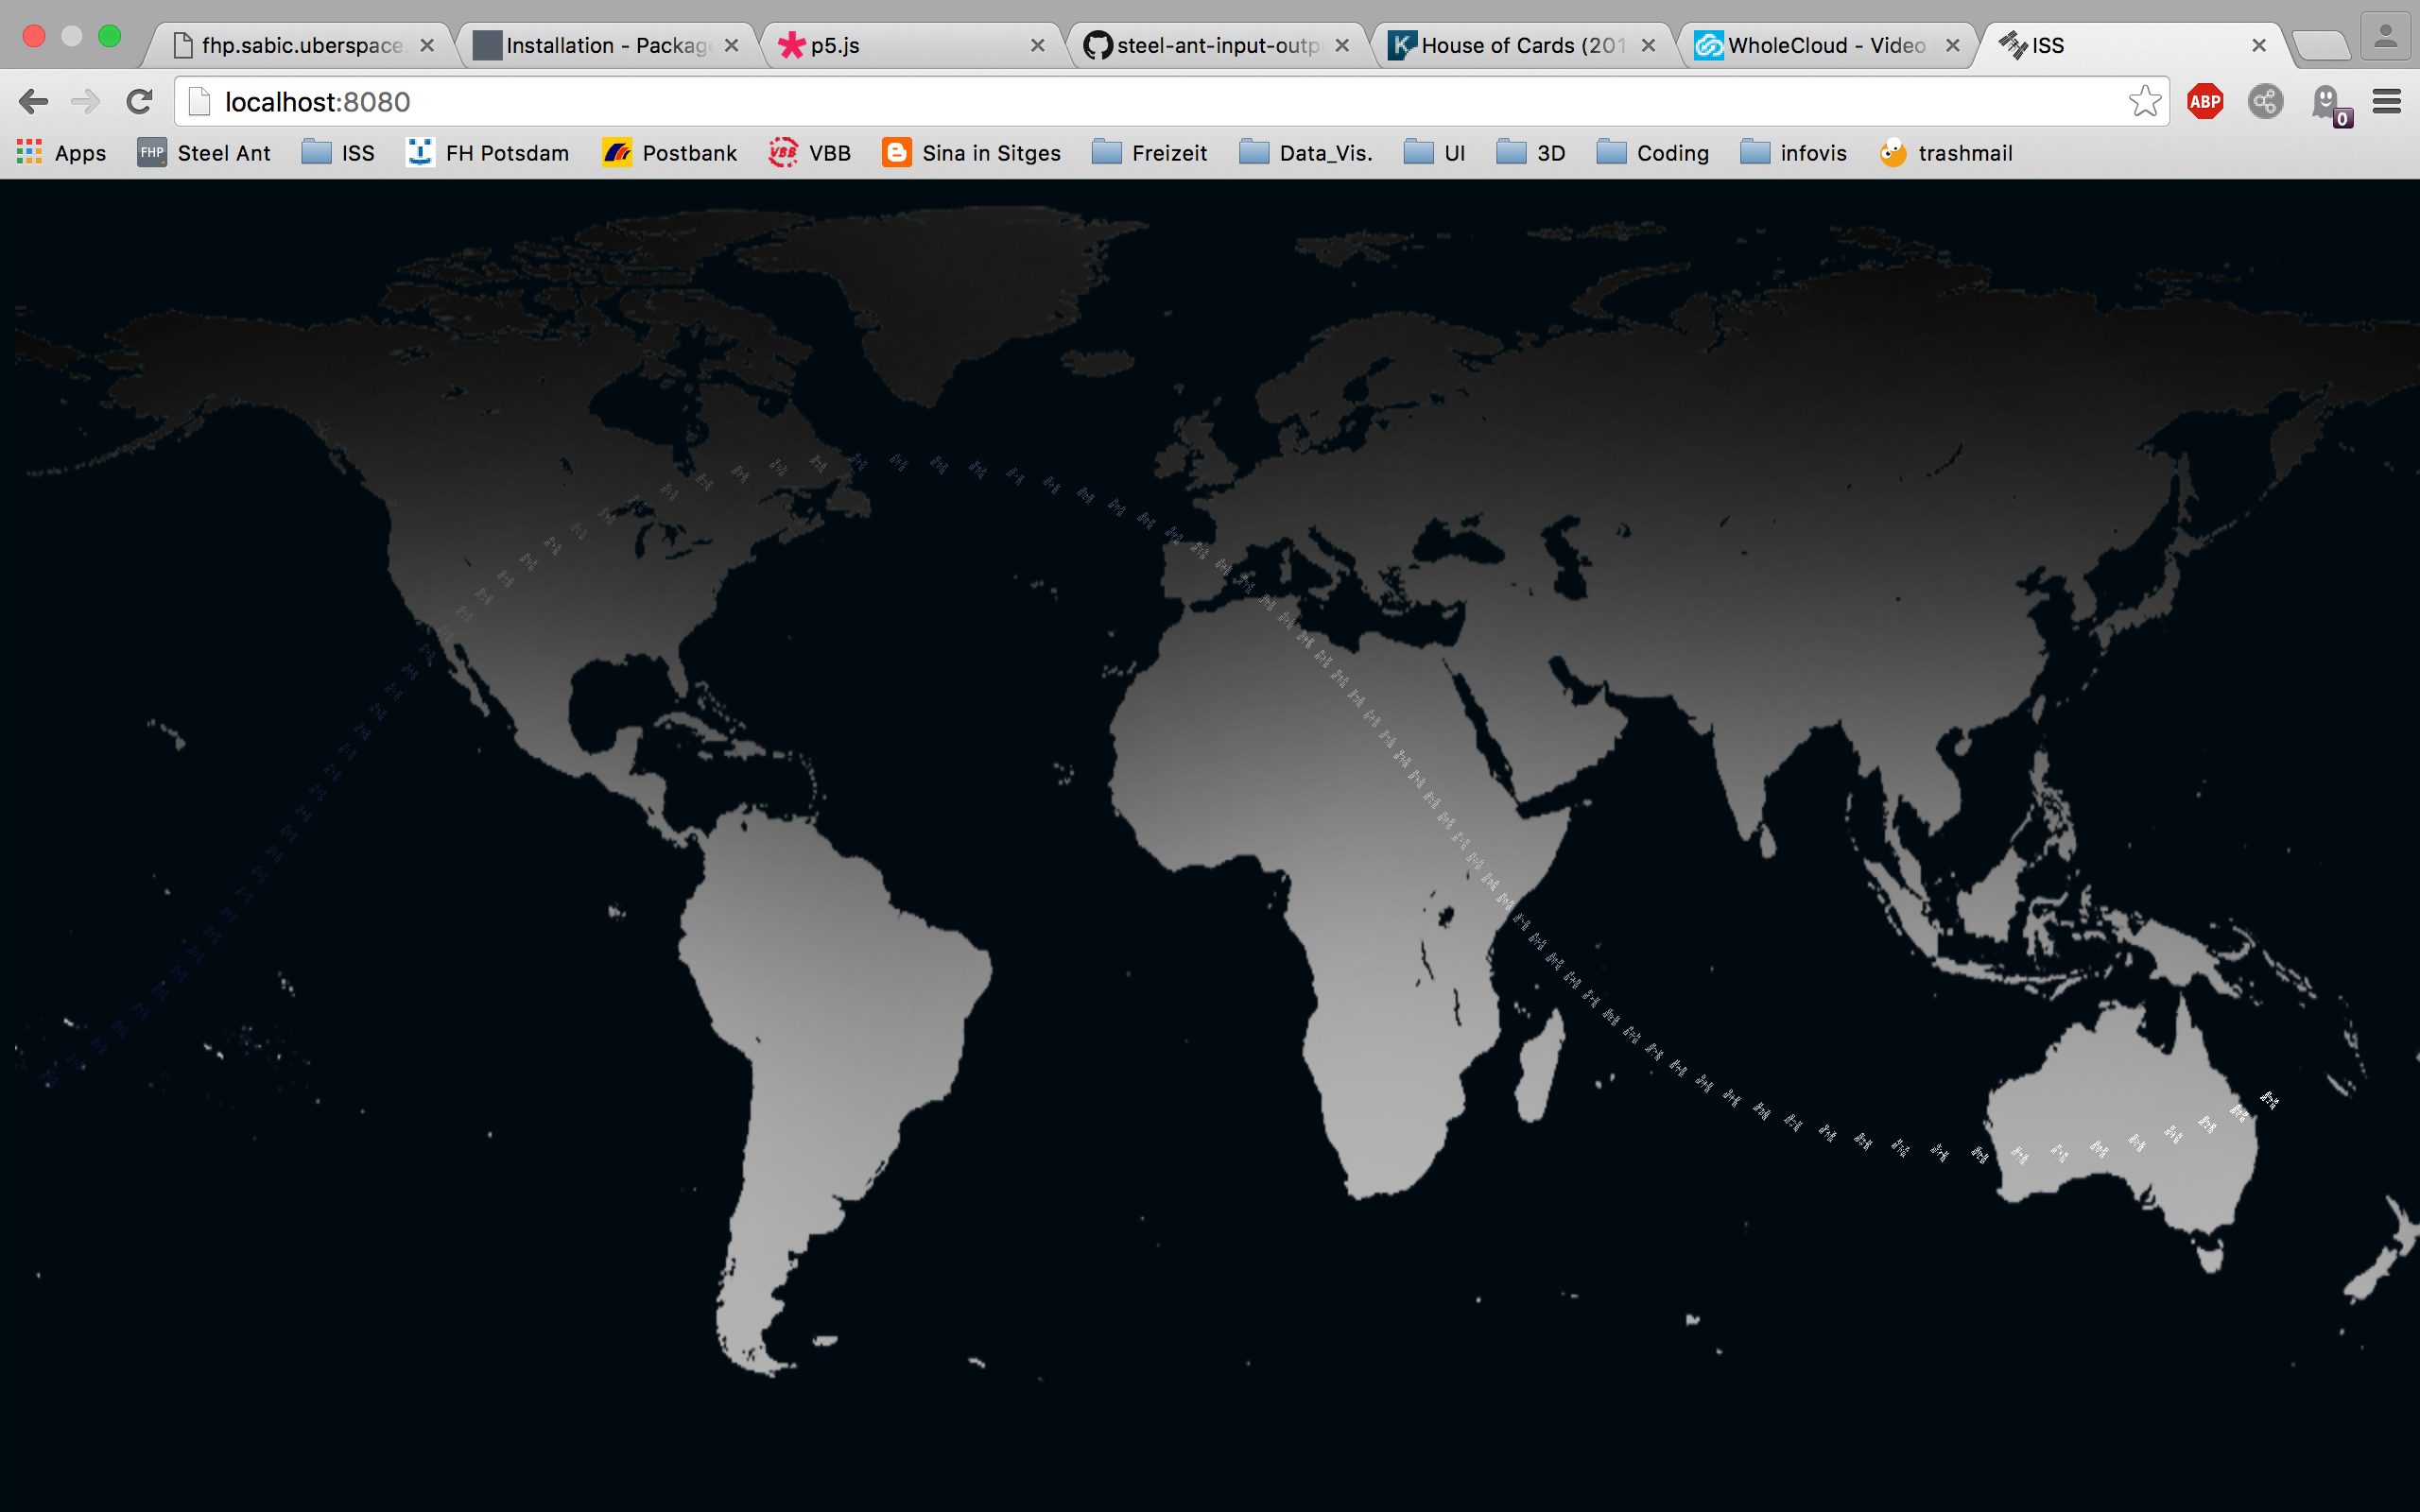 fhp.sabic.uberspace. Installation - Packag p5.js steel-ant-input-outp House of Cards (201 WholeCloud - Video ISS
localhost:8080 ABP 0
Apps FHP Steel Ant ISS FH Potsdam Postbank VBB VBB Sina in Sitges Freizeit Data_Vis. UI 3D Coding infovis trashmail